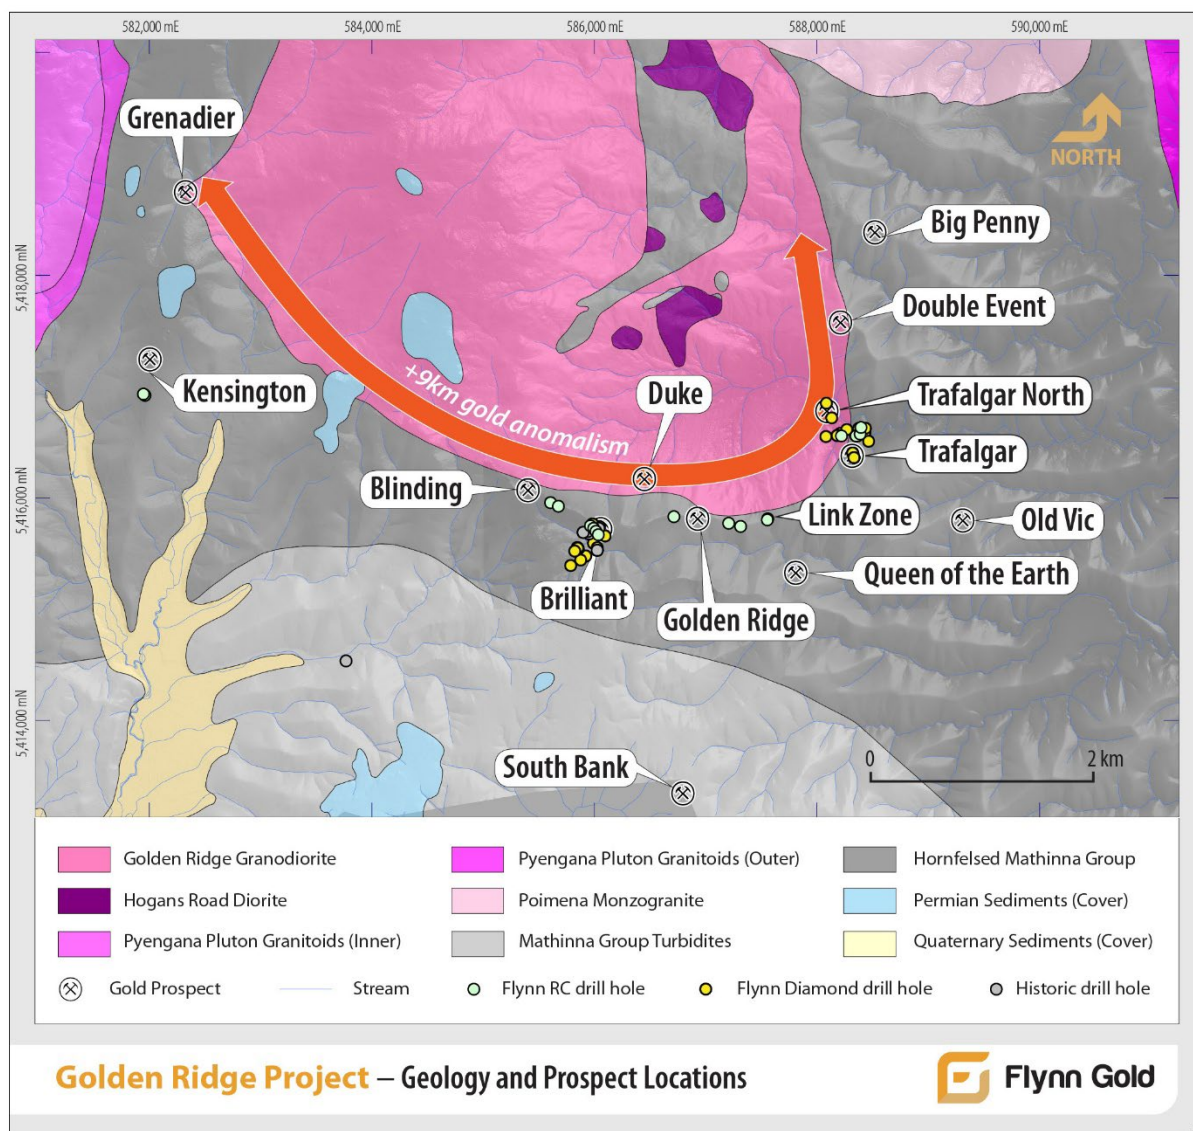 582,000 mE
584,000 mE
586,000 mE
588,000 mE
590,000 mE
5,418,000 mN
5,416,000 mN
5,414,000 mN
Grenadier
NORTH
Big Penny
Double Event
Kensington
+9km gold anomalism
Duke
Trafalgar North
Trafalgar
Blinding
Link Zone
Old Vic
Brilliant
Golden Ridge
Queen of the Earth
South Bank
0
2 km
Golden Ridge Granodiorite
Pyengana Pluton Granitoids (Outer)
Hornfelsed Mathinna Group
Hogans Road Diorite
Poimena Monzogranite
Permian Sediments (Cover)
Pyengana Pluton Granitoids (Inner)
Mathinna Group Turbidites
Quaternary Sediments (Cover)
Gold Prospect
Stream
Flynn RC drill hole
Flynn Diamond drill hole
Historic drill hole
Golden Ridge Project – Geology and Prospect Locations
Flynn Gold